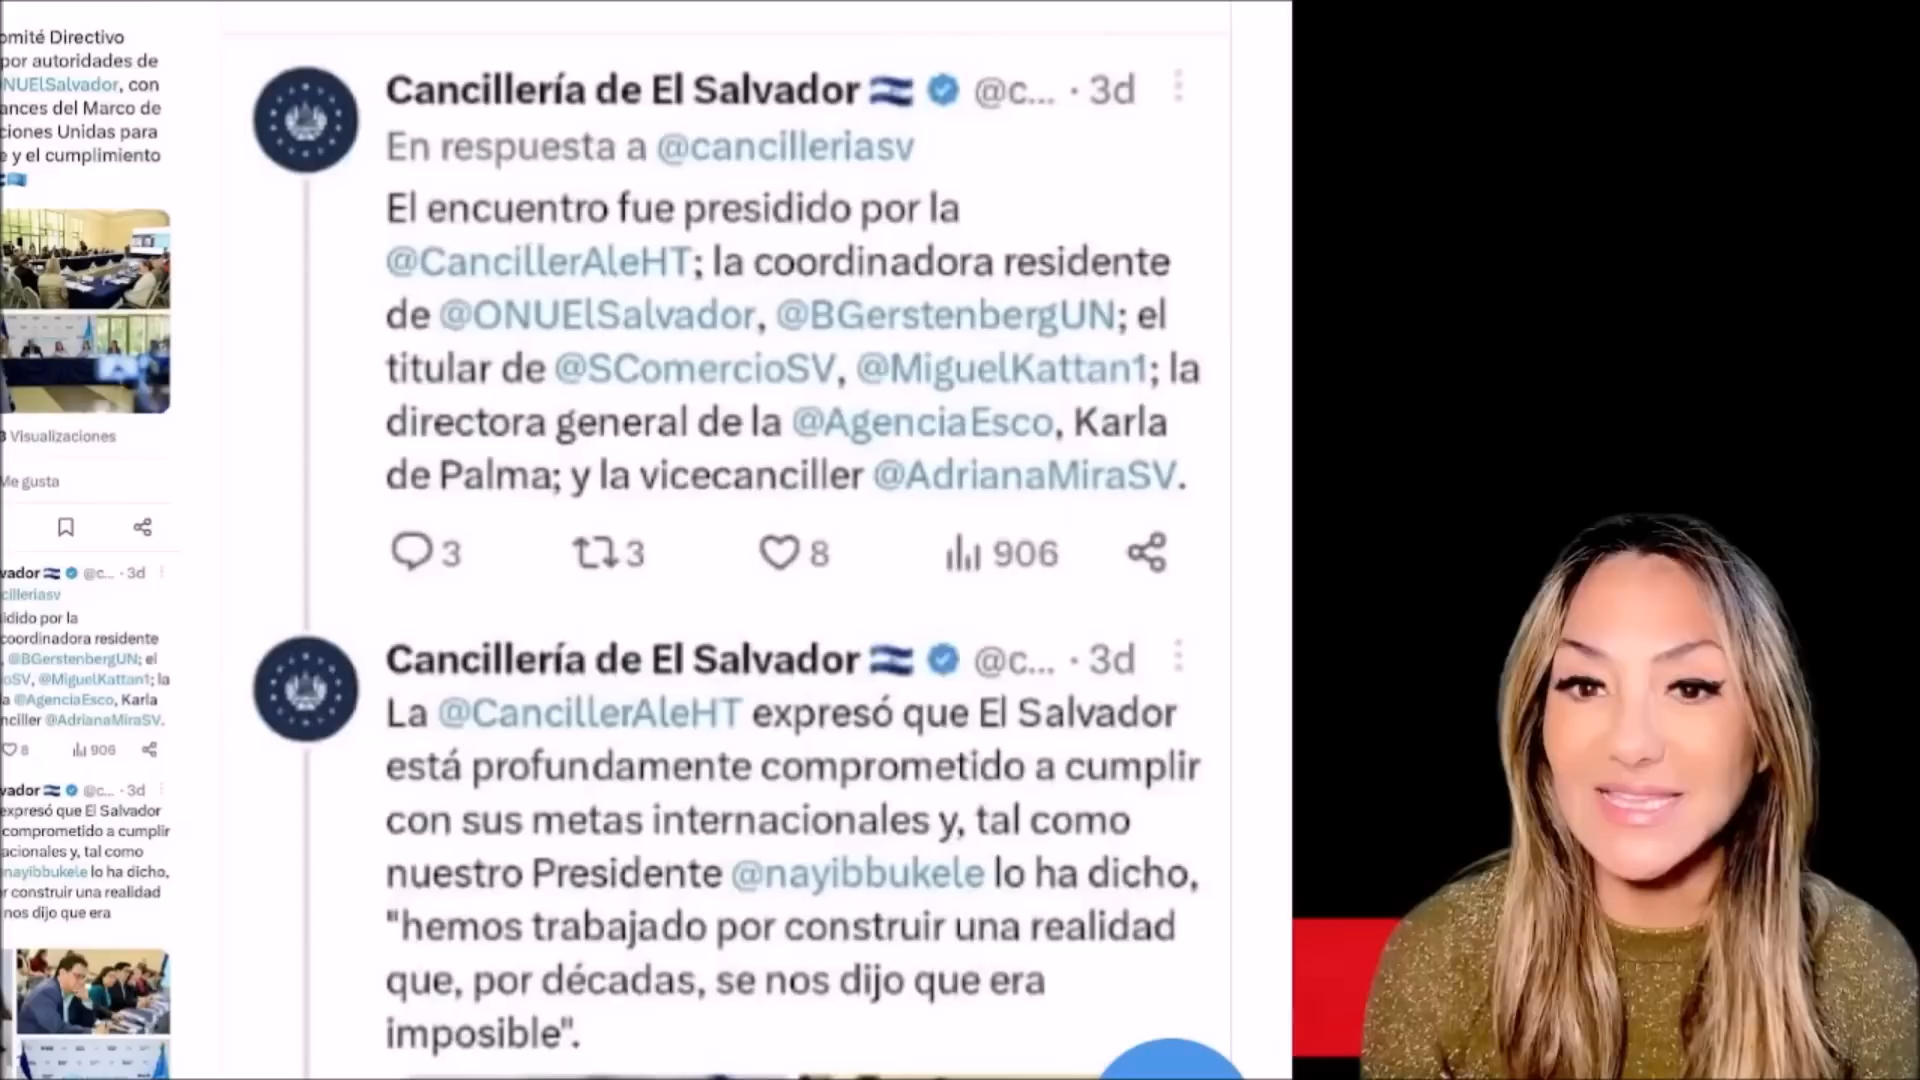 omité Directivo
por autoridades de
NUElSalvador, con
ances del Marco de
ciones Unidas para
e y el cumplimiento
Visualizaciones
Me gusta
vador @c... · 3d
cilleriasv
idido por la
coordinadora residente
@BGerstenbergUN; el
oSV, @MiguelKattan1; la
a @AgenciaEsco, Karla
nciller @AdrianaMiraSV.
8 906
vador @c... · 3d
expresó que El Salvador
comprometido a cumplir
acionales y, tal como
nayibbukele lo ha dicho,
r construir una realidad
nos dijo que era
Cancillería de El Salvador @c... · 3d
En respuesta a @cancilleriasv
El encuentro fue presidido por la
@CancillerAleHT; la coordinadora residente
de @ONUElSalvador, @BGerstenbergUN; el
titular de @SComercioSV, @MiguelKattan1; la
directora general de la @AgenciaEsco, Karla
de Palma; y la vicecanciller @AdrianaMiraSV.
3 3 8 906
Cancillería de El Salvador @c... · 3d
La @CancillerAleHT expresó que El Salvador
está profundamente comprometido a cumplir
con sus metas internacionales y, tal como
nuestro Presidente @nayibbukele lo ha dicho,
"hemos trabajado por construir una realidad
que, por décadas, se nos dijo que era
imposible".